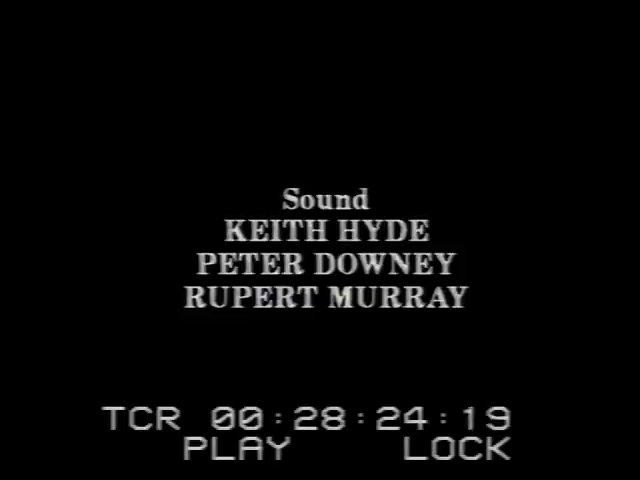 Sound
KEITH HYDE
PETER DOWNEY
RUPERT MURRAY
TCR 00:28:24:19
PLAY LOCK